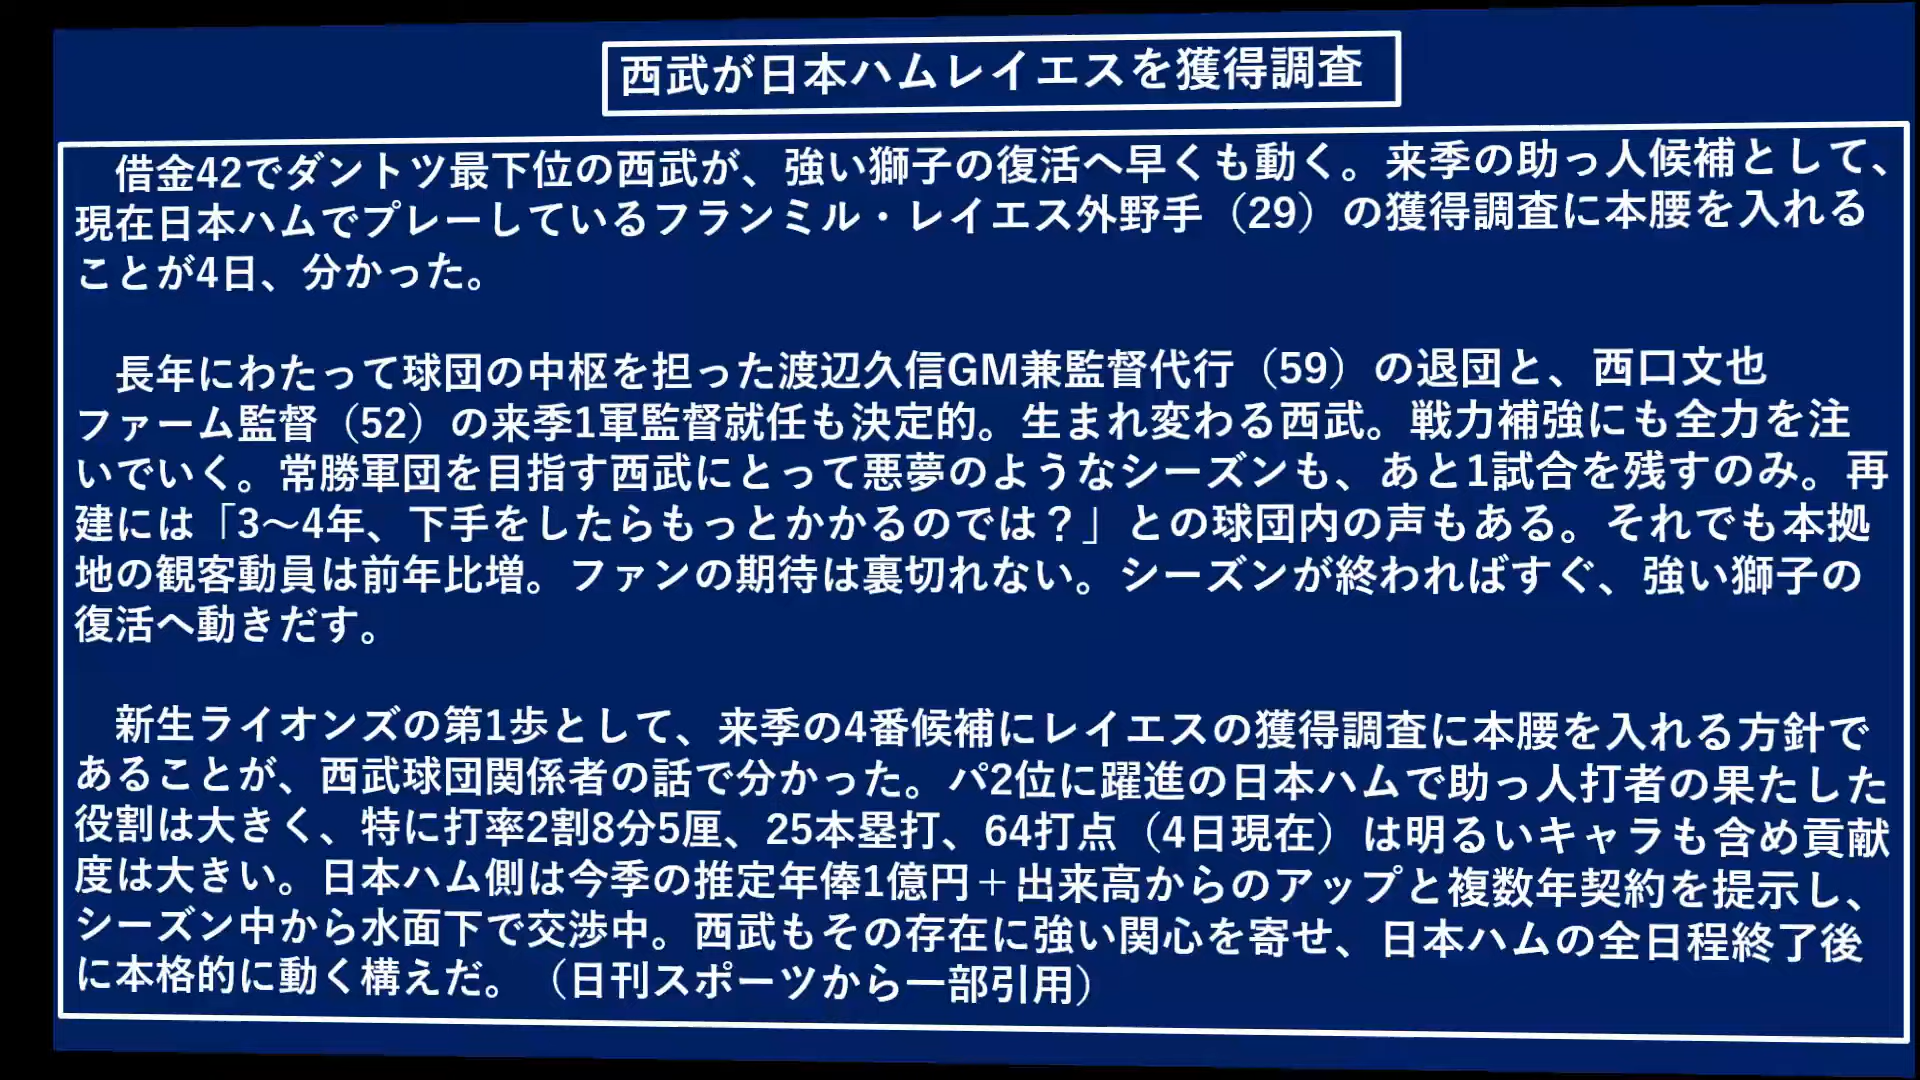 西武が日本ハムレイエスを獲得調査
借金42でダントツ最下位の西武が、強い獅子の復活へ早くも動く。来季の助っ人候補として、
現在日本ハムでプレーしているフランミル・レイエス外野手（29）の獲得調査に本腰を入れる
ことが4日、分かった。
長年にわたって球団の中枢を担った渡辺久信GM兼監督代行（59）の退団と、西口文也
ファーム監督（52）の来季1軍監督就任も決定的。生まれ変わる西武。戦力補強にも全力を注
いでいく。常勝軍団を目指す西武にとって悪夢のようなシーズンも、あと1試合を残すのみ。再
建には「3〜4年、下手をしたらもっとかかるのでは？」との球団内の声もある。それでも本拠
地の観客動員は前年比増。ファンの期待は裏切れない。シーズンが終わればすぐ、強い獅子の
復活へ動きだす。
新生ライオンズの第1歩として、来季の4番候補にレイエスの獲得調査に本腰を入れる方針で
あることが、西武球団関係者の話で分かった。パ2位に躍進の日本ハムで助っ人打者の果たした
役割は大きく、特に打率2割8分5厘、25本塁打、64打点（4日現在）は明るいキャラも含め貢献
度は大きい。日本ハム側は今季の推定年俸1億円＋出来高からのアップと複数年契約を提示し、
シーズン中から水面下で交渉中。西武もその存在に強い関心を寄せ、日本ハムの全日程終了後
に本格的に動く構えだ。（日刊スポーツから一部引用）